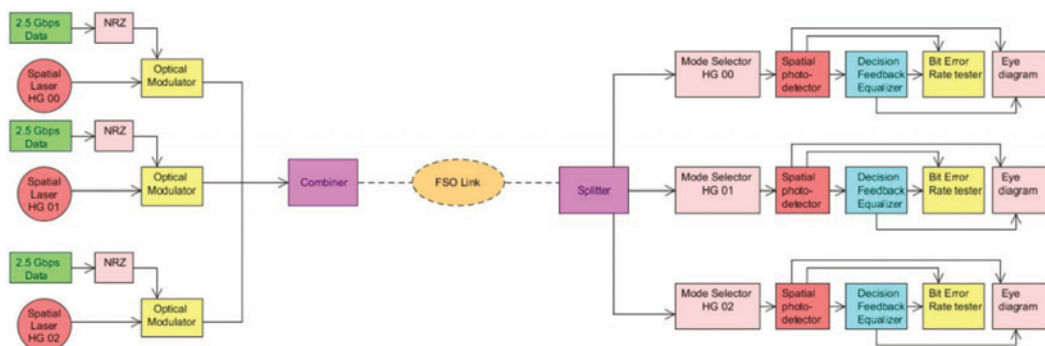 2.5 Gbps
Data
NRZ
Spatial
Laser
HG 00
Optical
Modulator
2.5 Gbps
Data
NRZ
Spatial
Laser
HG 01
Optical
Modulator
2.5 Gbps
Data
NRZ
Spatial
Laser
HG 02
Optical
Modulator
Combiner
FSO Link
Splitter
Mode Selector
HG 00
Spatial
photo-
detector
Decision
Feedback
Equalizer
Bit Error
Rate tester
Eye
diagram
Mode Selector
HG 01
Spatial
photo-
detector
Decision
Feedback
Equalizer
Bit Error
Rate tester
Eye
diagram
Mode Selector
HG 02
Spatial
photo-
detector
Decision
Feedback
Equalizer
Bit Error
Rate tester
Eye
diagram